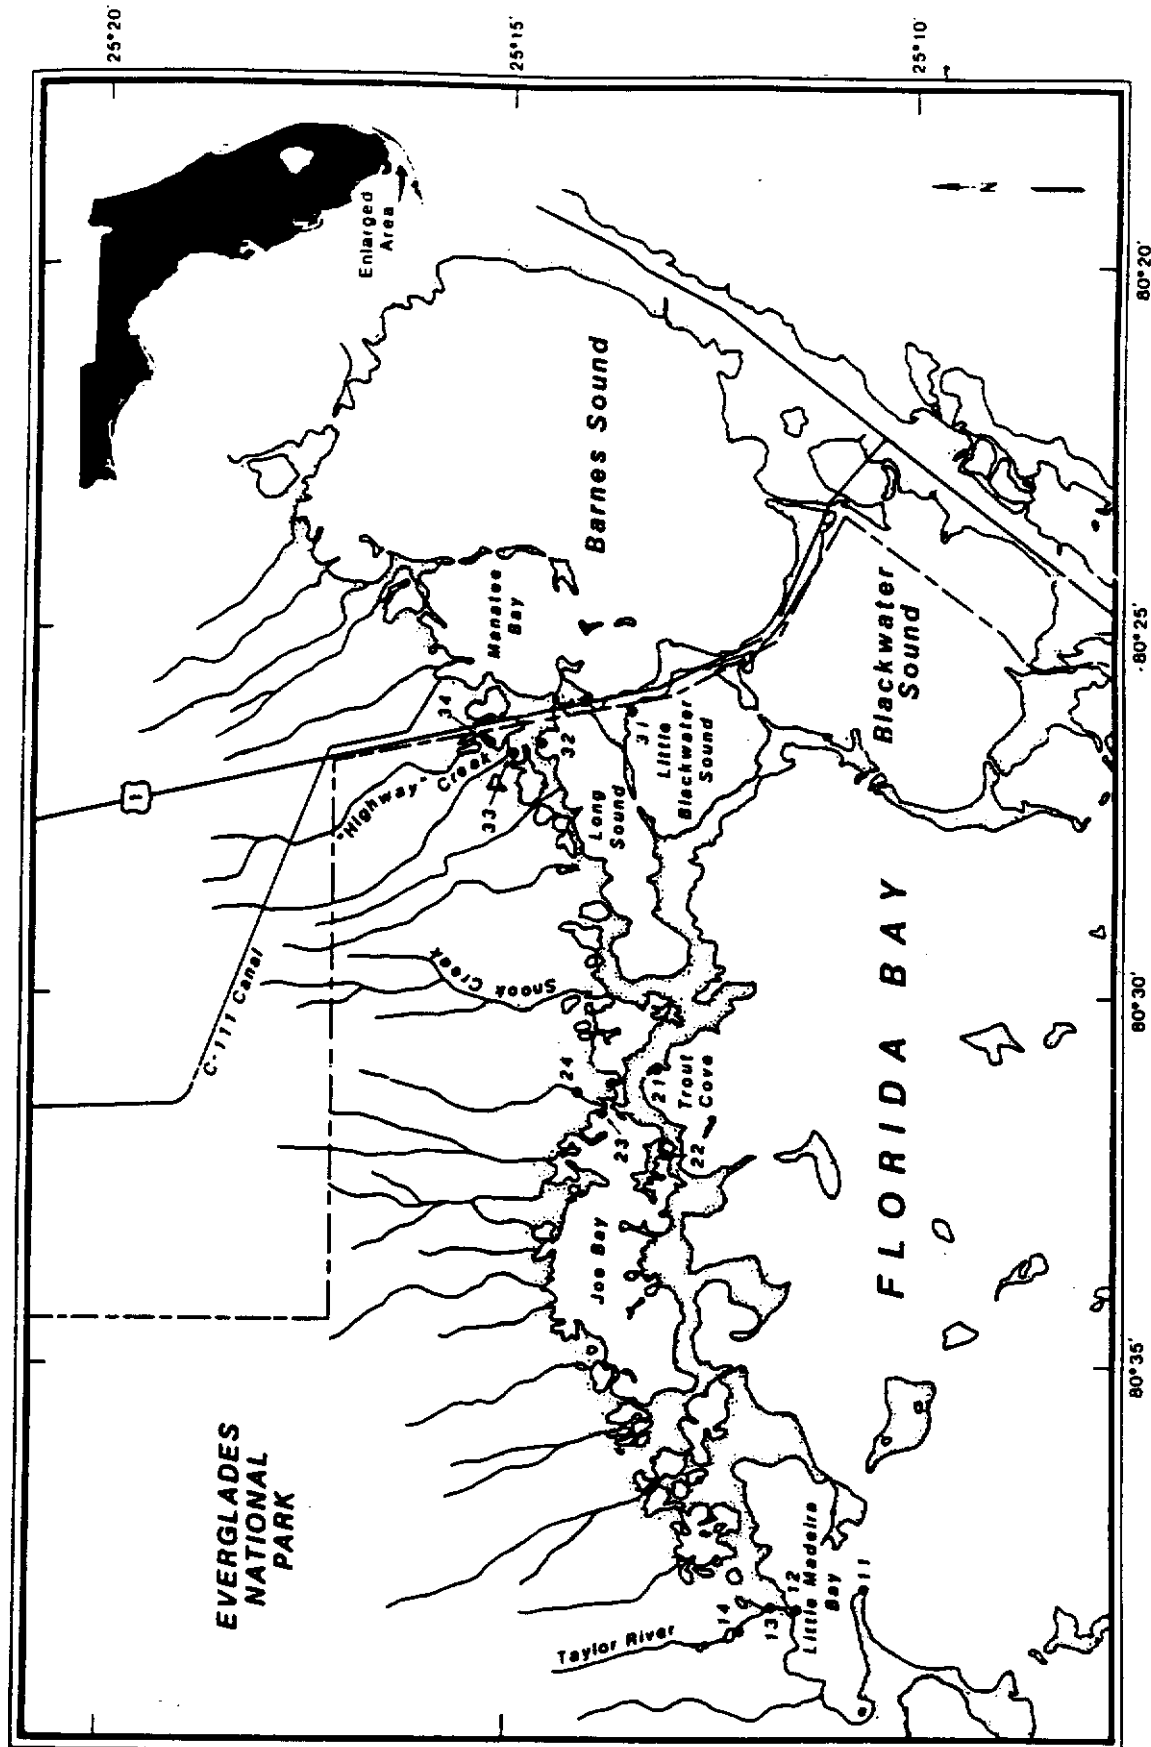 25°20'
25°15'
25°10'
Enlarged
Area
N
80°20'
80°25'
80°30'
80°35'
Barnes Sound
Manatee
Bay
Blackwater
Sound
34
1
"Highway" Creek
33
32
31
Little
Blackwater
Sound
Long
Sound
C-111 Canal
Snook Creek
24
23
21
Trout
Cove
22
Joe Bay
FLORIDA BAY
EVERGLADES
NATIONAL
PARK
Taylor River
14
13
12
Little Madeira
Bay
11